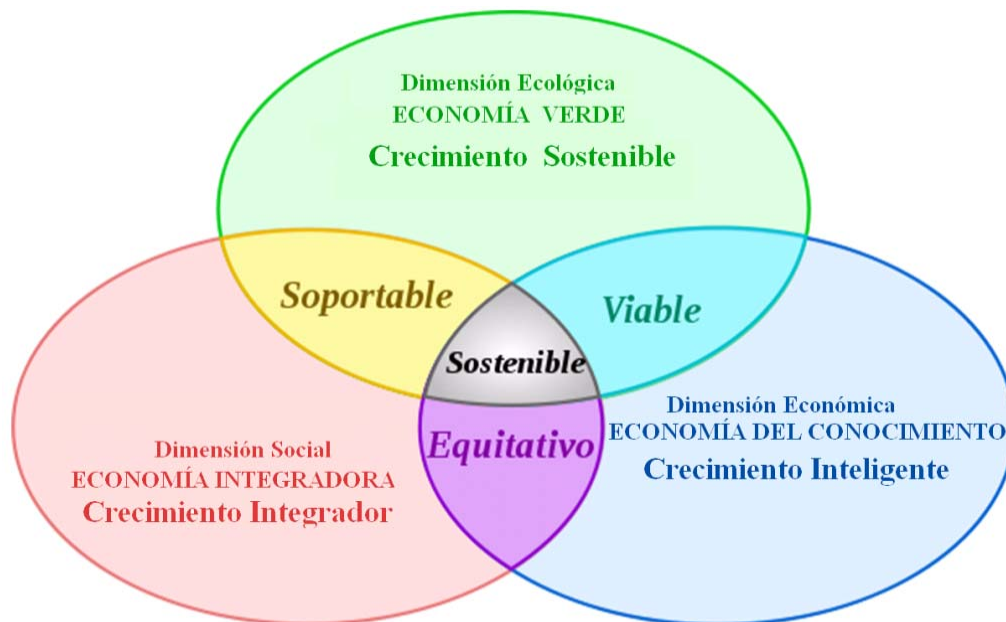 Dimensión Ecológica
ECONOMÍA VERDE
Crecimiento Sostenible
Soportable
Viable
Sostenible
Equitativo
Dimensión Social
ECONOMÍA INTEGRADORA
Crecimiento Integrador
Dimensión Económica
ECONOMÍA DEL CONOCIMIENTO
Crecimiento Inteligente